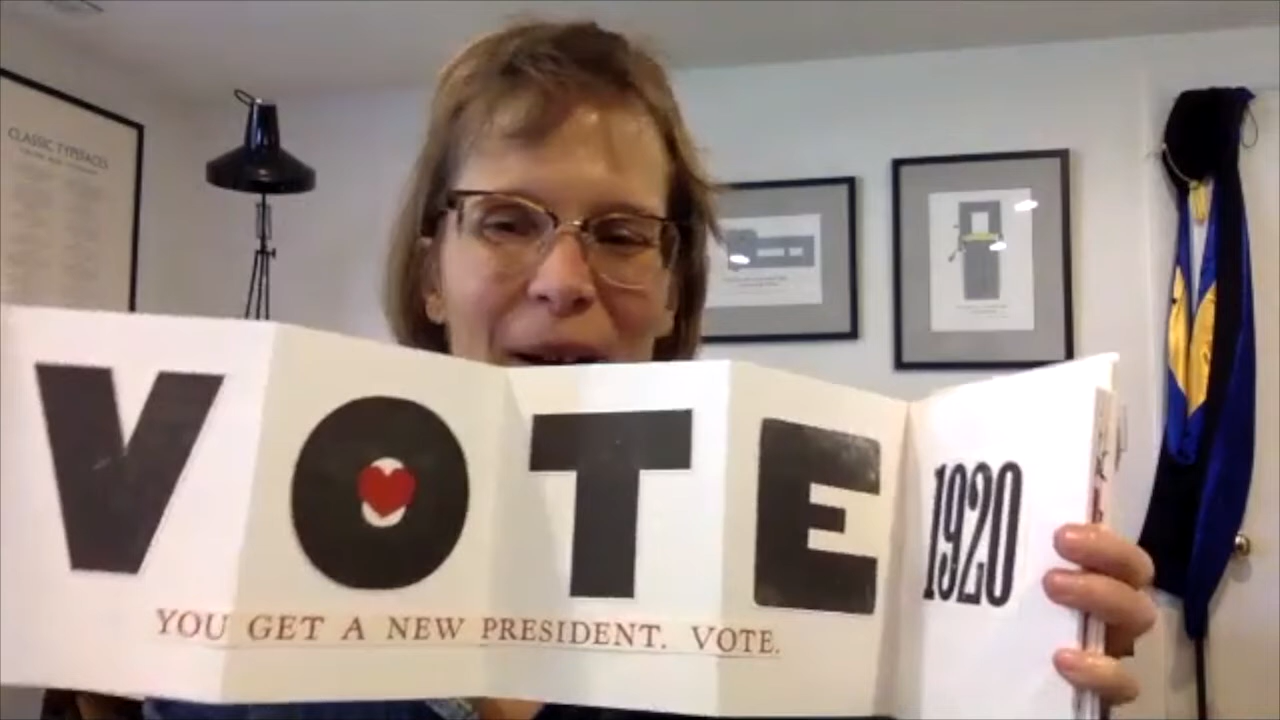 CLASSIC TYPEFACES
VOTE
1920
YOU GET A NEW PRESIDENT. VOTE.